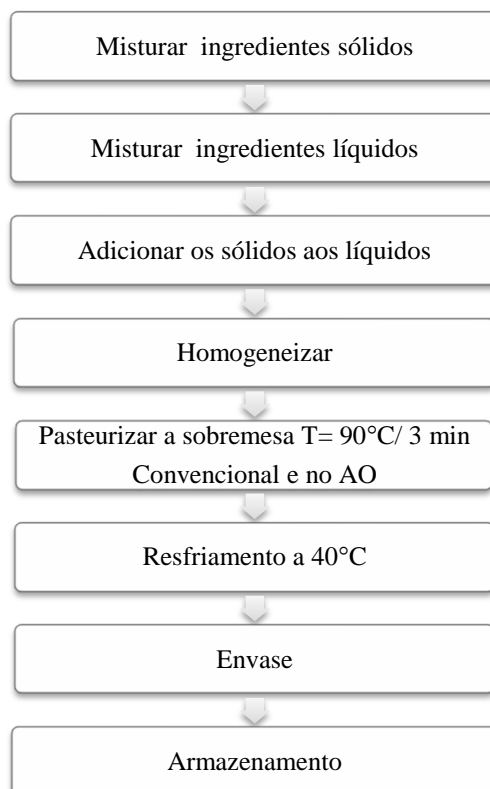 Misturar ingredientes sólidos
Misturar ingredientes líquidos
Adicionar os sólidos aos líquidos
Homogeneizar
Pasteurizar a sobremesa T= 90°C/ 3 min
Convencional e no AO
Resfriamento a 40°C
Envase
Armazenamento